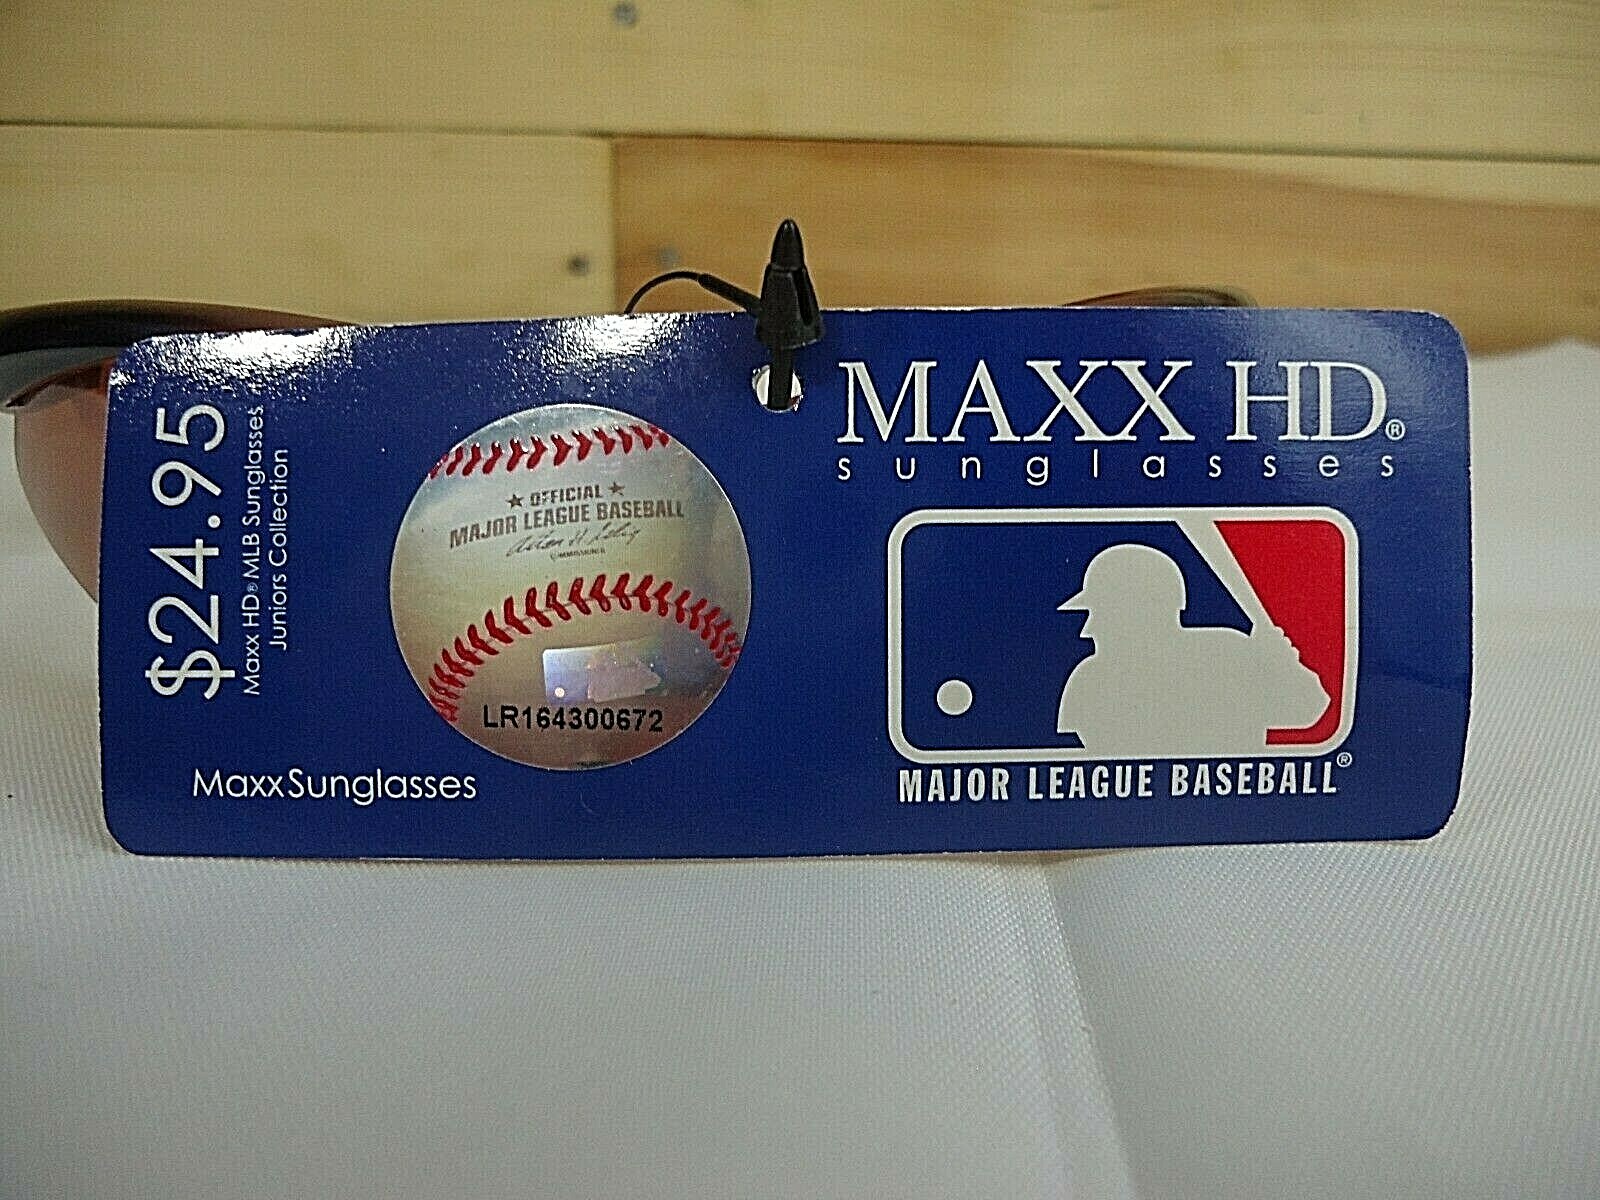 $24.95
Maxx HD® MLB Sunglasses
Juniors Collection
★ OFFICIAL ★
MAJOR LEAGUE BASEBALL
COMMISSIONER
LR164300672
MaxxSunglasses
MAXX HD®
sunglasses
MAJOR LEAGUE BASEBALL®